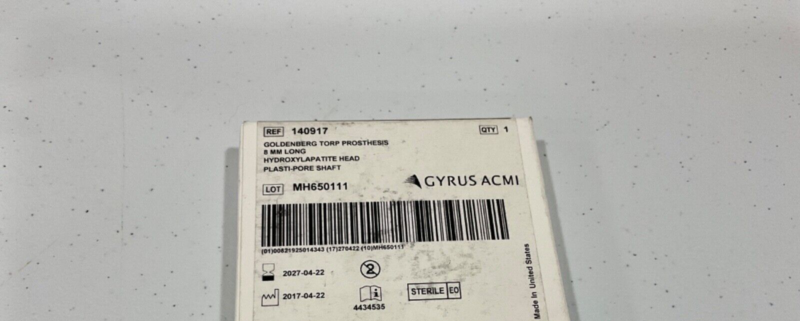 REF 140917 QTY 1
GOLDENBERG TORP PROSTHESIS
8 MM LONG
HYDROXYLAPATITE HEAD
PLASTI-PORE SHAFT
LOT MH650111
GYRUS ACMI
(01)00821925014343 (17)270422 (10)MH650111
2027-04-22
2
2017-04-22
4434535
STERILE EO
Made In United States